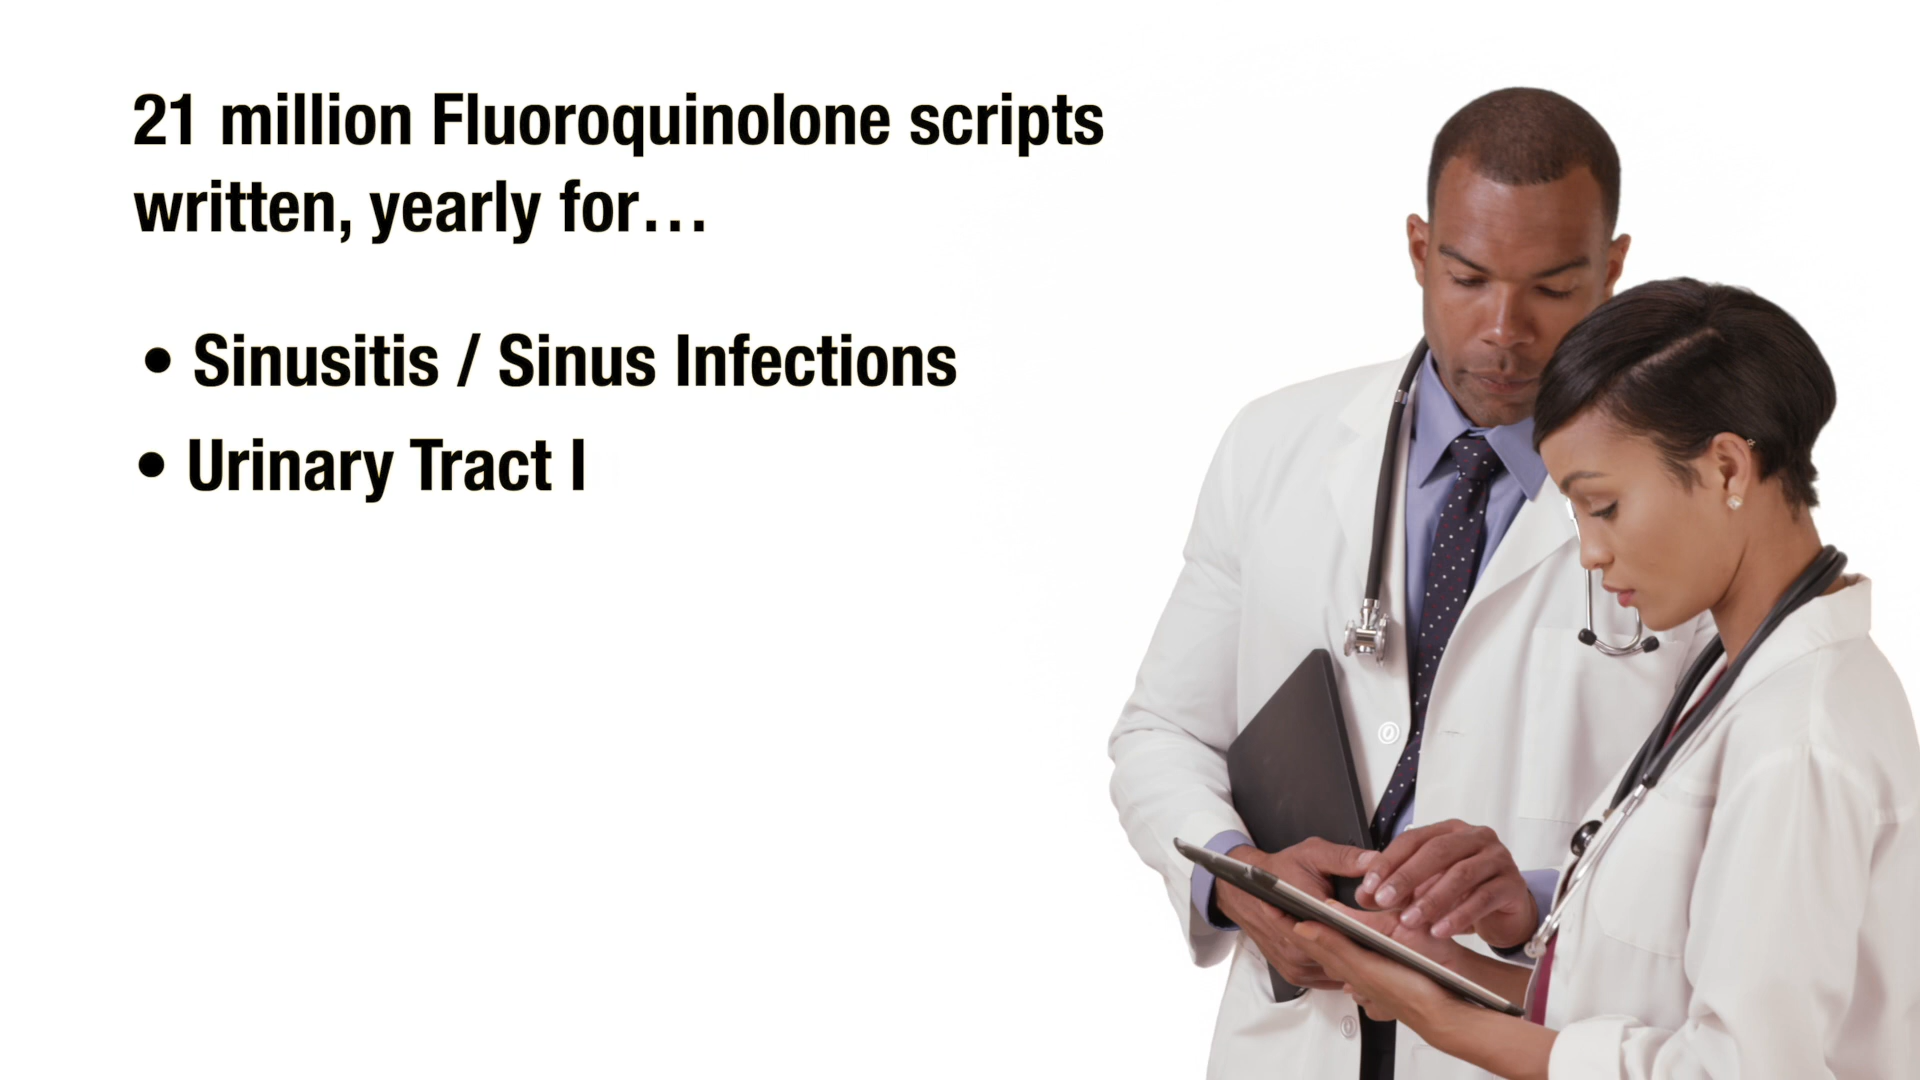 21 million Fluoroquinolone scripts
written, yearly for…
• Sinusitis / Sinus Infections
• Urinary Tract I